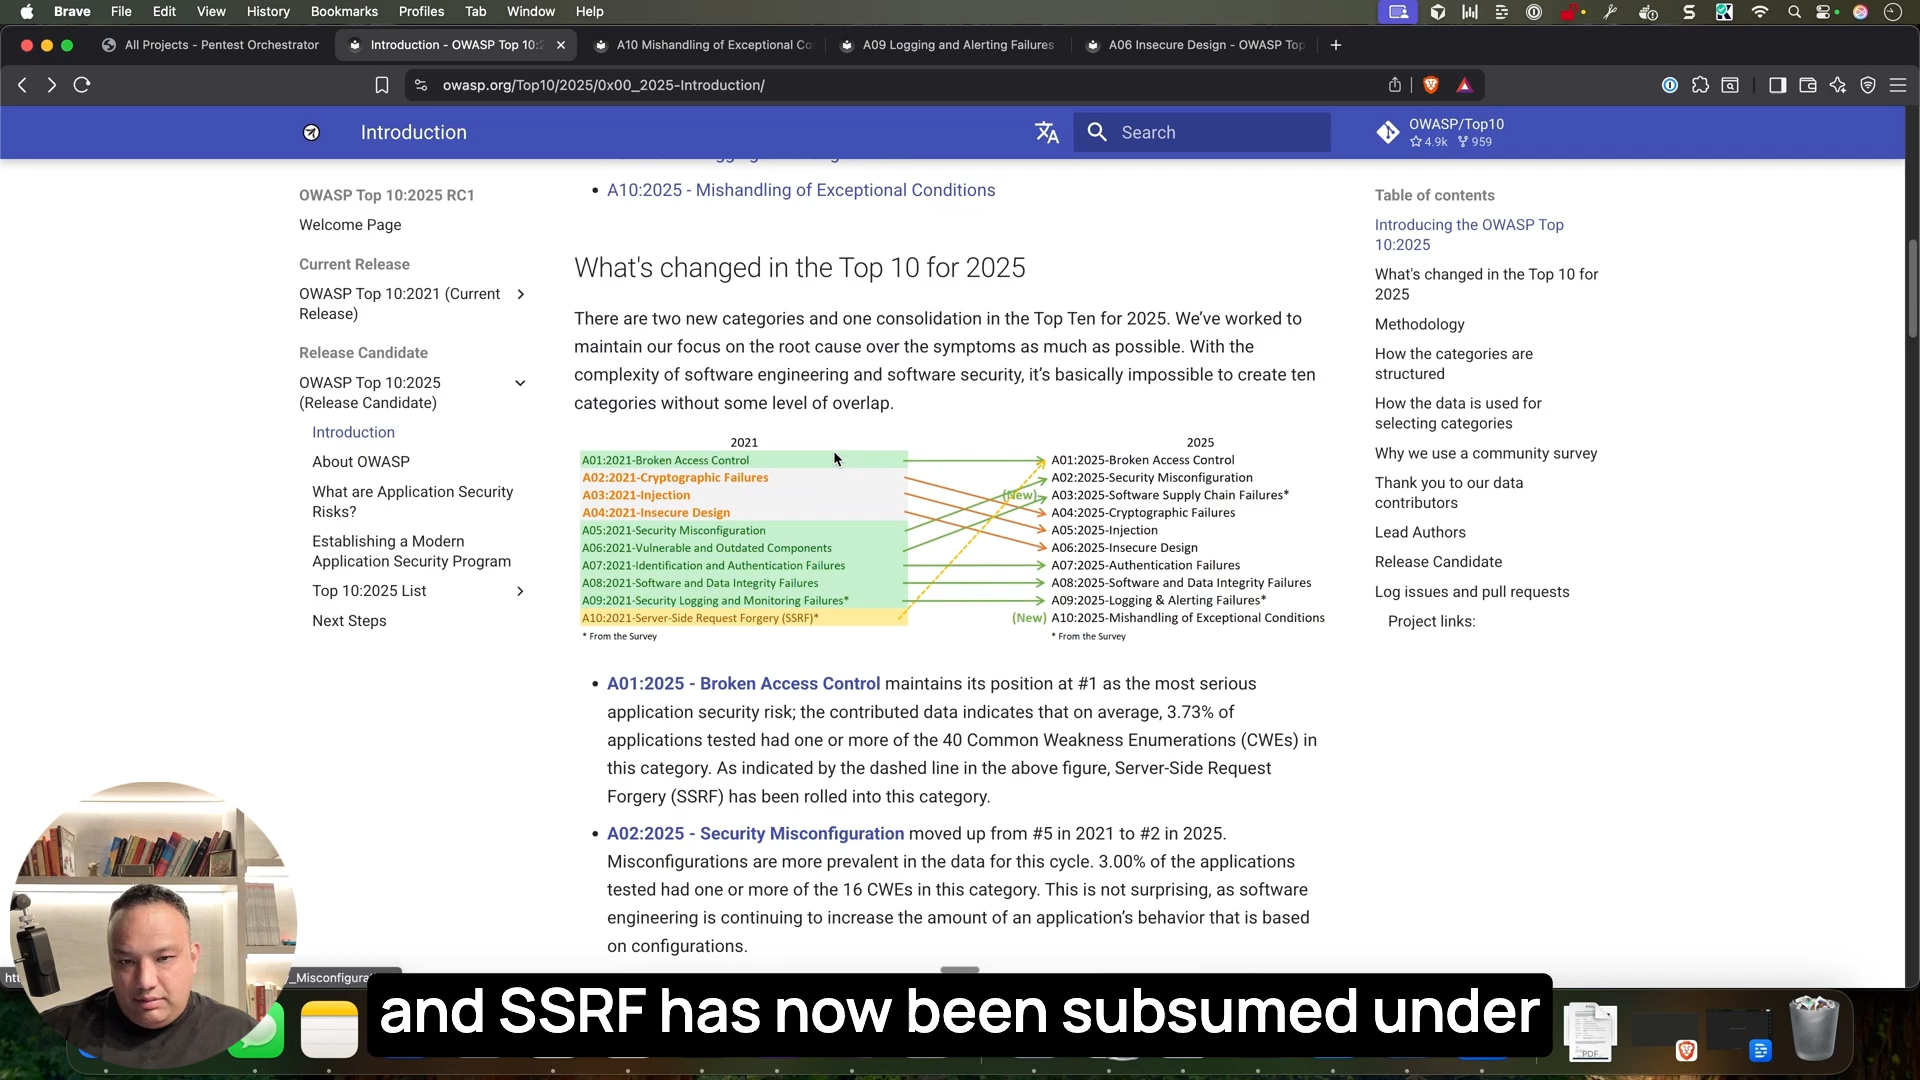 Brave File Edit View History Bookmarks Profiles Tab Window Help
All Projects - Pentest Orchestrator
Introduction - OWASP Top 10:2
A10 Mishandling of Exceptional Co
A09 Logging and Alerting Failures
A06 Insecure Design - OWASP Top
owasp.org/Top10/2025/0x00_2025-Introduction/
Introduction
Search
OWASP/Top10
4.9k 959
OWASP Top 10:2025 RC1
Welcome Page
Current Release
OWASP Top 10:2021 (Current
Release)
Release Candidate
OWASP Top 10:2025
(Release Candidate)
Introduction
About OWASP
What are Application Security
Risks?
Establishing a Modern
Application Security Program
Top 10:2025 List
Next Steps
A10:2025 - Mishandling of Exceptional Conditions
What's changed in the Top 10 for 2025
There are two new categories and one consolidation in the Top Ten for 2025. We've worked to
maintain our focus on the root cause over the symptoms as much as possible. With the
complexity of software engineering and software security, it's basically impossible to create ten
categories without some level of overlap.
2021
A01:2021-Broken Access Control
A02:2021-Cryptographic Failures
A03:2021-Injection
A04:2021-Insecure Design
A05:2021-Security Misconfiguration
A06:2021-Vulnerable and Outdated Components
A07:2021-Identification and Authentication Failures
A08:2021-Software and Data Integrity Failures
A09:2021-Security Logging and Monitoring Failures*
A10:2021-Server-Side Request Forgery (SSRF)*
* From the Survey
2025
A01:2025-Broken Access Control
A02:2025-Security Misconfiguration
(New) A03:2025-Software Supply Chain Failures*
A04:2025-Cryptographic Failures
A05:2025-Injection
A06:2025-Insecure Design
A07:2025-Authentication Failures
A08:2025-Software and Data Integrity Failures
A09:2025-Logging & Alerting Failures*
(New) A10:2025-Mishandling of Exceptional Conditions
* From the Survey
A01:2025 - Broken Access Control maintains its position at #1 as the most serious
application security risk; the contributed data indicates that on average, 3.73% of
applications tested had one or more of the 40 Common Weakness Enumerations (CWEs) in
this category. As indicated by the dashed line in the above figure, Server-Side Request
Forgery (SSRF) has been rolled into this category.
A02:2025 - Security Misconfiguration moved up from #5 in 2021 to #2 in 2025.
Misconfigurations are more prevalent in the data for this cycle. 3.00% of the applications
tested had one or more of the 16 CWEs in this category. This is not surprising, as software
engineering is continuing to increase the amount of an application's behavior that is based
on configurations.
Table of contents
Introducing the OWASP Top
10:2025
What's changed in the Top 10 for
2025
Methodology
How the categories are
structured
How the data is used for
selecting categories
Why we use a community survey
Thank you to our data
contributors
Lead Authors
Release Candidate
Log issues and pull requests
Project links:
and SSRF has now been subsumed under
PDF